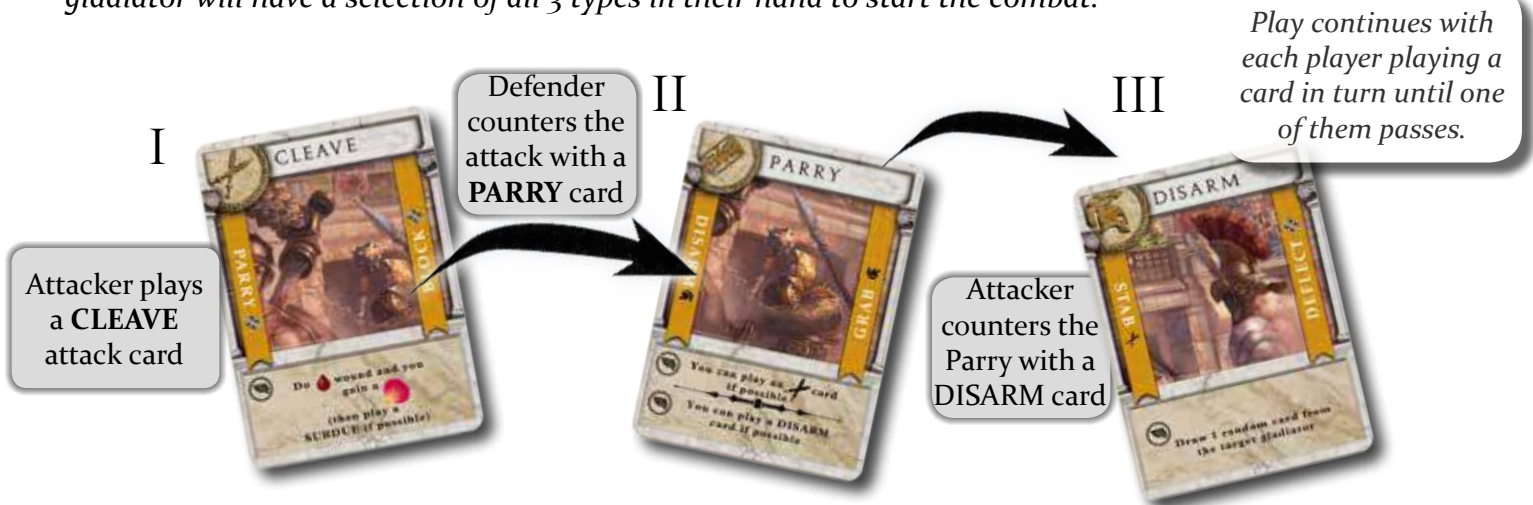 gladiator will have a selection of all 3 types in their hand to start the combat.
Play continues with
each player playing a
card in turn until one
of them passes.
I
Attacker plays
a CLEAVE
attack card
CLEAVE
PARRY
BLOCK
Do wound and you
gain a
(then play a
SUBDUE if possible)
Defender
counters the
attack with a
PARRY card
II
PARRY
DISARM
GRAB
You can play an card
if possible
You can play a DISARM
card if possible
Attacker
counters the
Parry with a
DISARM card
III
DISARM
STAB
DEFLECT
Draw 1 random card from
the target gladiator